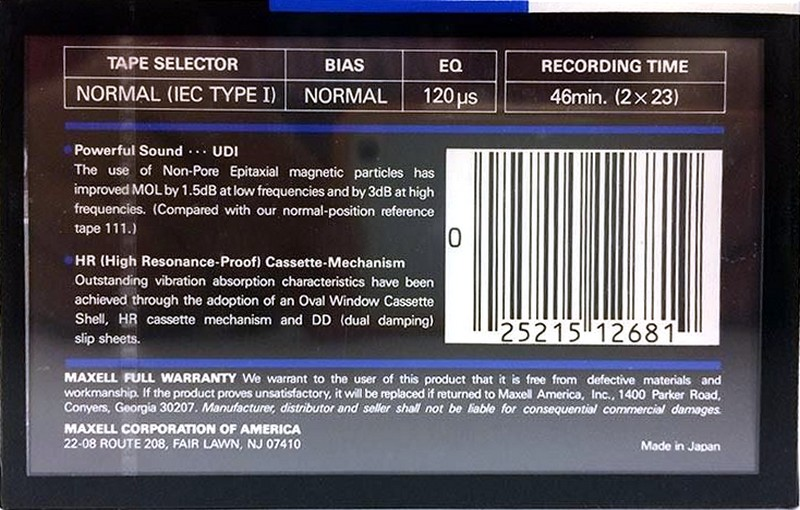 TAPE SELECTOR BIAS EQ RECORDING TIME
NORMAL (IEC TYPE I) NORMAL 120 μs 46min. (2×23)
Powerful Sound ··· UDI
The use of Non-Pore Epitaxial magnetic particles has
improved MOL by 1.5dB at low frequencies and by 3dB at high
frequencies. (Compared with our normal-position reference
tape 111.)
HR (High Resonance-Proof) Cassette-Mechanism
Outstanding vibration absorption characteristics have been
achieved through the adoption of an Oval Window Cassette
Shell, HR cassette mechanism and DD (dual damping)
slip sheets.
0
25215 12681
MAXELL FULL WARRANTY We warrant to the user of this product that it is free from defective materials and
workmanship. If the product proves unsatisfactory, it will be replaced if returned to Maxell America, Inc., 1400 Parker Road,
Conyers, Georgia 30207. Manufacturer, distributor and seller shall not be liable for consequential commercial damages.
MAXELL CORPORATION OF AMERICA
22-08 ROUTE 208, FAIR LAWN, NJ 07410
Made in Japan